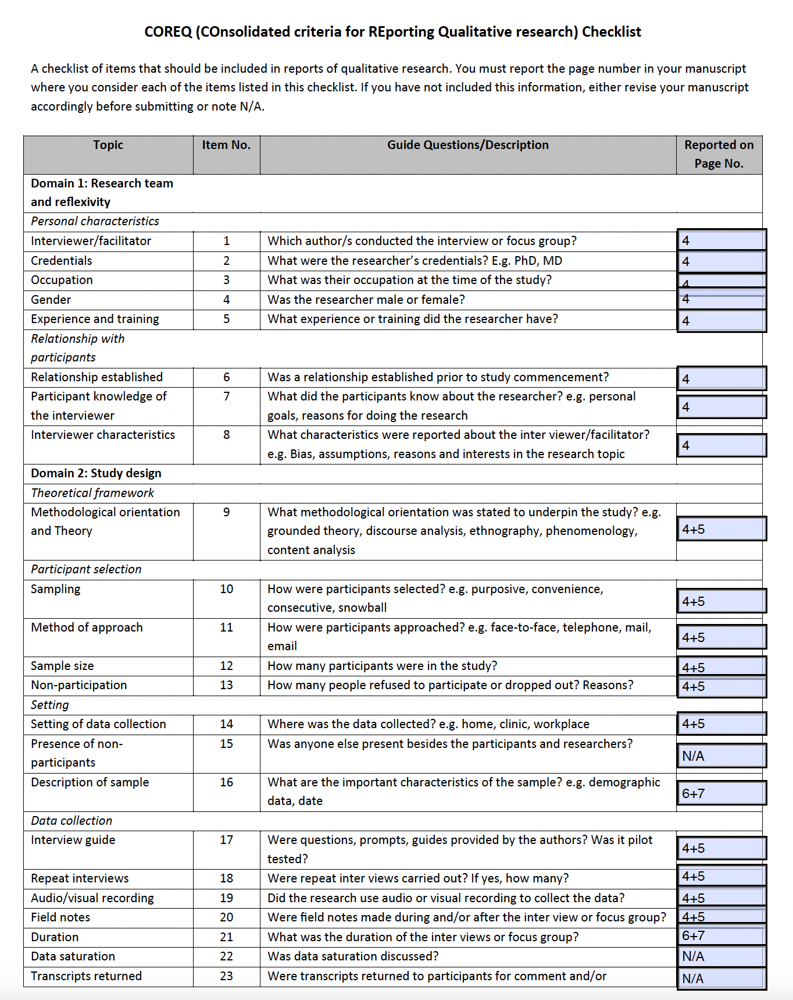 COREQ (COnsolidated criteria for REporting Qualitative research) Checklist
A checklist of items that should be included in reports of qualitative research. You must report the page number in your manuscript
where you consider each of the items listed in this checklist. If you have not included this information, either revise your manuscript
accordingly before submitting or note N/A.
Topic Item No. Guide Questions/Description Reported on
Page No.
Domain 1: Research team
and reflexivity
Personal characteristics
Interviewer/facilitator 1 Which author/s conducted the interview or focus group? 4
Credentials 2 What were the researcher’s credentials? E.g. PhD, MD 4
Occupation 3 What was their occupation at the time of the study? 4
Gender 4 Was the researcher male or female? 4
Experience and training 5 What experience or training did the researcher have? 4
Relationship with
participants
Relationship established 6 Was a relationship established prior to study commencement? 4
Participant knowledge of 7 What did the participants know about the researcher? e.g. personal
the interviewer goals, reasons for doing the research 4
Interviewer characteristics 8 What characteristics were reported about the inter viewer/facilitator?
e.g. Bias, assumptions, reasons and interests in the research topic 4
Domain 2: Study design
Theoretical framework
Methodological orientation 9 What methodological orientation was stated to underpin the study? e.g.
and Theory grounded theory, discourse analysis, ethnography, phenomenology, 4+5
content analysis
Participant selection
Sampling 10 How were participants selected? e.g. purposive, convenience,
consecutive, snowball 4+5
Method of approach 11 How were participants approached? e.g. face-to-face, telephone, mail,
email 4+5
Sample size 12 How many participants were in the study? 4+5
Non-participation 13 How many people refused to participate or dropped out? Reasons? 4+5
Setting
Setting of data collection 14 Where was the data collected? e.g. home, clinic, workplace 4+5
Presence of non- 15 Was anyone else present besides the participants and researchers?
participants N/A
Description of sample 16 What are the important characteristics of the sample? e.g. demographic
data, date 6+7
Data collection
Interview guide 17 Were questions, prompts, guides provided by the authors? Was it pilot
tested? 4+5
Repeat interviews 18 Were repeat inter views carried out? If yes, how many? 4+5
Audio/visual recording 19 Did the research use audio or visual recording to collect the data? 4+5
Field notes 20 Were field notes made during and/or after the inter view or focus group? 4+5
Duration 21 What was the duration of the inter views or focus group? 6+7
Data saturation 22 Was data saturation discussed? N/A
Transcripts returned 23 Were transcripts returned to participants for comment and/or N/A